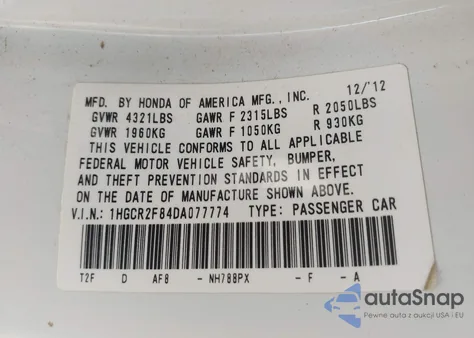 MFD. BY HONDA OF AMERICA MFG., INC. 12/'12
GVWR 4321LBS GAWR F 2315LBS R 2050LBS
GVWR 1960KG GAWR F 1050KG R 930KG
THIS VEHICLE CONFORMS TO ALL APPLICABLE
FEDERAL MOTOR VEHICLE SAFETY, BUMPER,
AND THEFT PREVENTION STANDARDS IN EFFECT
ON THE DATE OF MANUFACTURE SHOWN ABOVE.
V.I.N.: 1HGCR2F84DA077774 TYPE: PASSENGER CAR
T2F D AF8 - NH788PX - F - A
autoSnap
Pewne auta z aukcji USA i EU